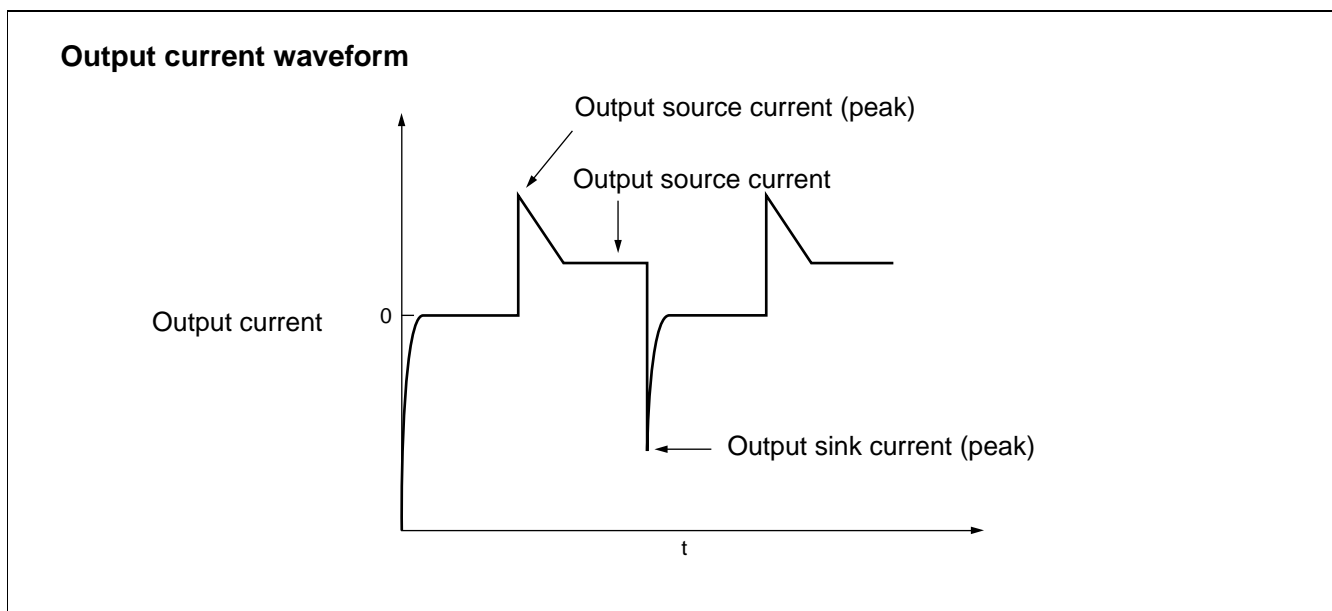 Output current waveform
Output source current (peak)
Output source current
Output current
0
Output sink current (peak)
t